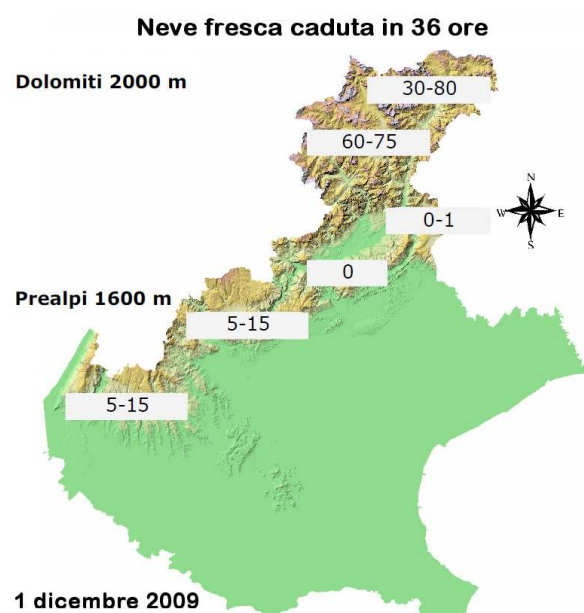 Neve fresca caduta in 36 ore
Dolomiti 2000 m
30-80
60-75
N
W E
S
0-1
0
Prealpi 1600 m
5-15
5-15
1 dicembre 2009